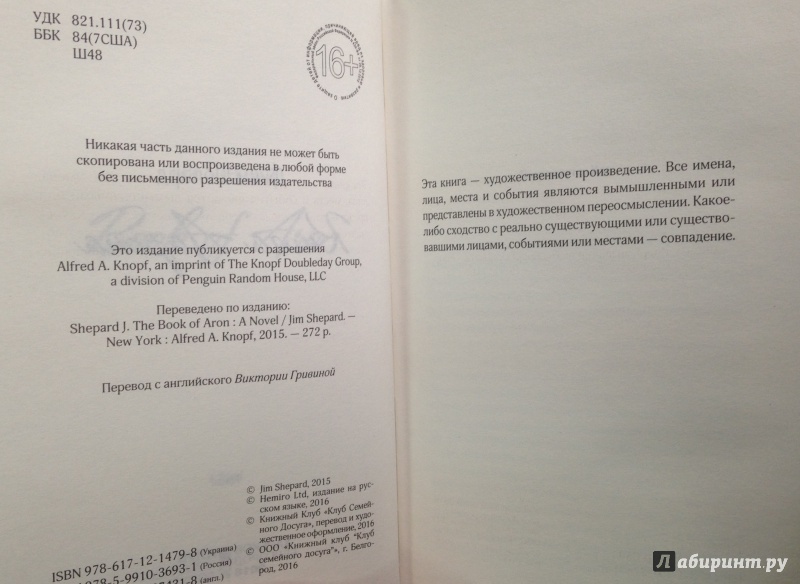 УДК 821.111(73)
ББК 84(7США)
Ш48
16+
Никакая часть данного издания не может быть
скопирована или воспроизведена в любой форме
без письменного разрешения издательства
Это издание публикуется с разрешения
Alfred A. Knopf, an imprint of The Knopf Doubleday Group,
a division of Penguin Random House, LLC
Переведено по изданию:
Shepard J. The Book of Aron : A Novel / Jim Shepard. –
New York : Alfred A. Knopf, 2015. — 272 p.
Перевод с английского Виктории Гривиной
© Jim Shepard, 2015
© Hemiro Ltd, издание на рус-
ском языке, 2016
© Книжный Клуб «Клуб Семей-
ного Досуга», перевод и худо-
жественное оформление, 2016
© ООО «Книжный клуб "Клуб
семейного досуга"», г. Белго-
род, 2016
ISBN 978-617-12-1479-8 (Украина)
978-5-9910-3693-1 (Россия)
(англ.)
Эта книга — художественное произведение. Все имена,
лица, места и события являются вымышленными или
представлены в художественном переосмыслении. Какое-
либо сходство с реально существующими или существо-
вавшими лицами, событиями или местами — совпадение.
Лабиринт.ру